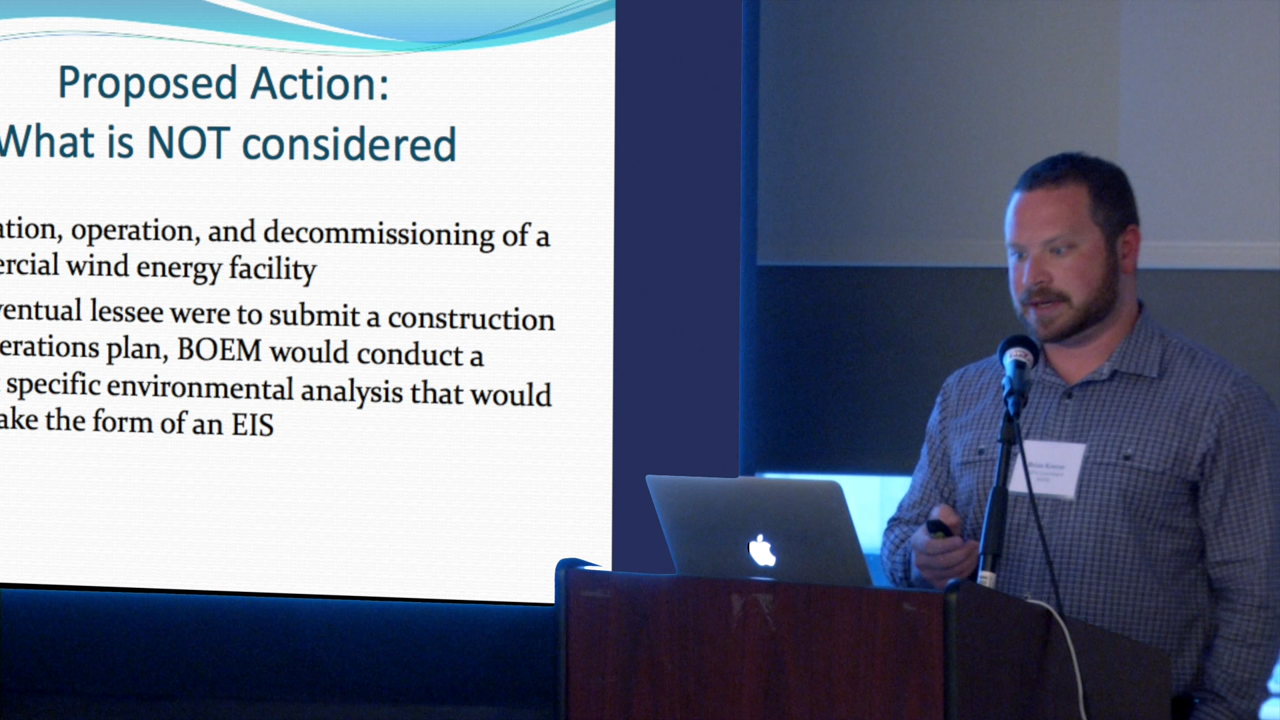 Proposed Action:
What is NOT considered
ation, operation, and decommissioning of a
ercial wind energy facility
ventual lessee were to submit a construction
erations plan, BOEM would conduct a
specific environmental analysis that would
ake the form of an EIS